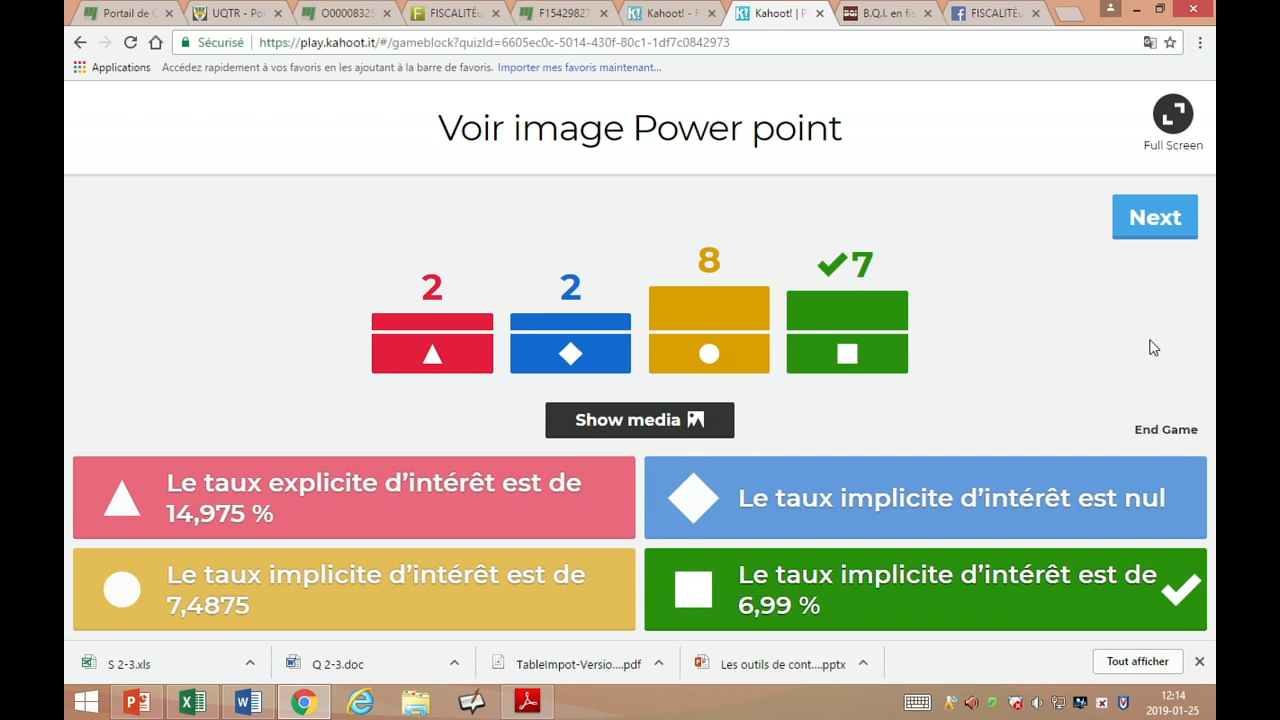 Portail de C
UQTR - Por
O00008325
FISCALITÉu
F15429827
Kahoot! - F
Kahoot! | P
B.Q.I. en fis
FISCALITÉu
Sécurisé
https://play.kahoot.it/#/gameblock?quizId=6605ec0c-5014-430f-80c1-1df7c0842973
Applications
Accédez rapidement à vos favoris en les ajoutant à la barre de favoris. Importer mes favoris maintenant...
Voir image Power point
Full Screen
Next
2
2
8
7
Show media
End Game
Le taux explicite d'intérêt est de
14,975 %
Le taux implicite d'intérêt est nul
Le taux implicite d'intérêt est de
7,4875
Le taux implicite d'intérêt est de
6,99 %
S 2-3.xls
Q 2-3.doc
TableImpot-Versio....pdf
Les outils de cont....pptx
Tout afficher
12:14
2019-01-25